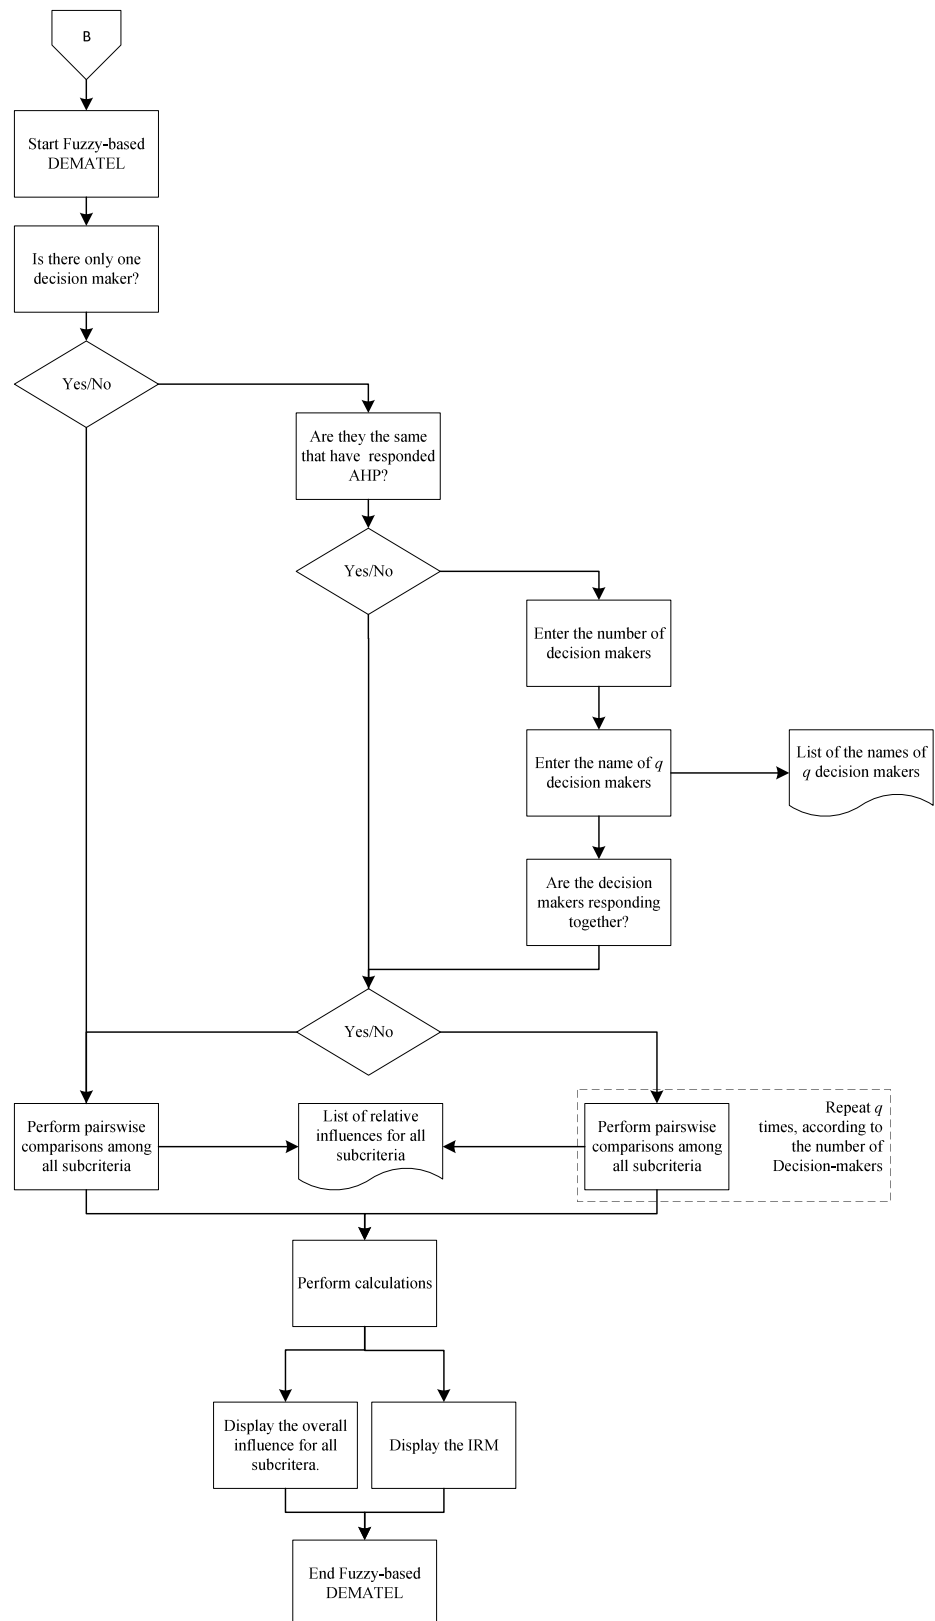 B
Start Fuzzy-based
DEMATEL
Is there only one
decision maker?
Yes/No
Are they the same
that have responded
AHP?
Yes/No
Enter the number of
decision makers
Enter the name of q
decision makers
List of the names of
q decision makers
Are the decision
makers responding
together?
Yes/No
Perform pairwise
comparisons among
all subcriteria
List of relative
influences for all
subcriteria
Perform pairwise
comparisons among
all subcriteria
Repeat q
times, according to
the number of
Decision-makers
Perform calculations
Display the overall
influence for all
subcritera.
Display the IRM
End Fuzzy-based
DEMATEL